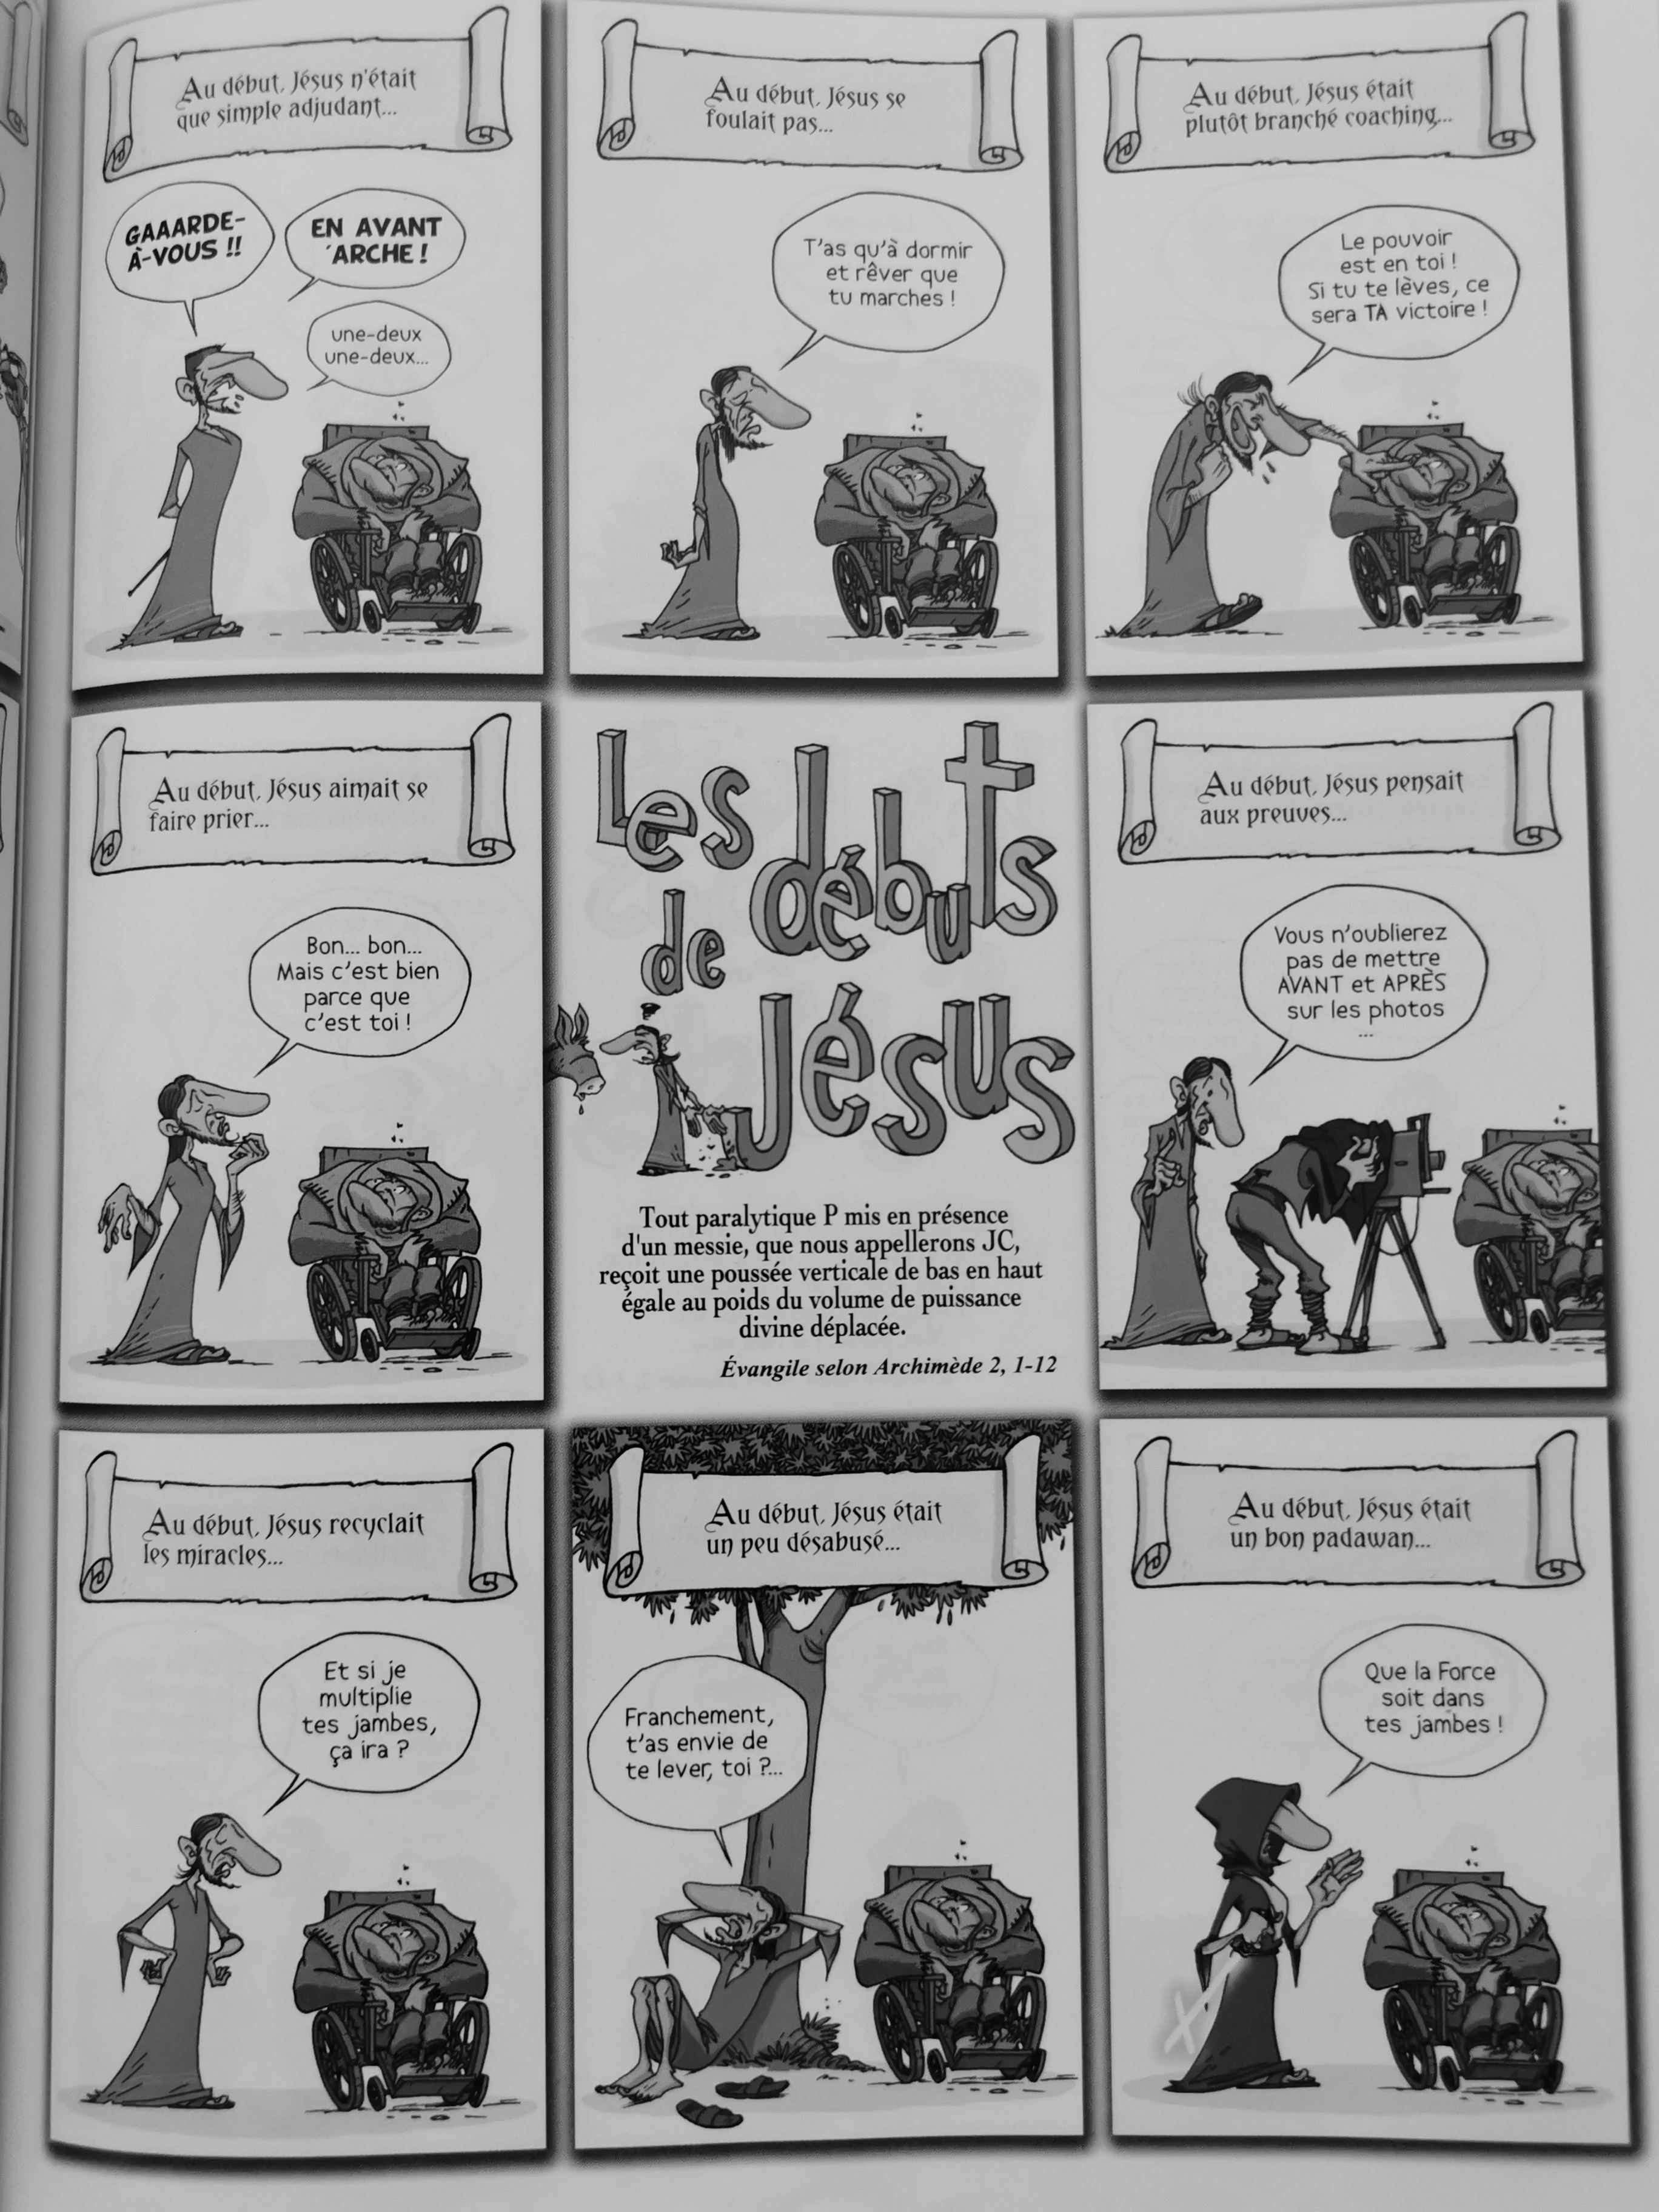 Au début, Jésus n'était
que simple adjudant...
GAAARDE-
À-VOUS !!
EN AVANT
'ARCHE !
une-deux
une-deux...
Au début, Jésus se
foulait pas...
T'as qu'à dormir
et rêver que
tu marches !
Au début, Jésus était
plutôt branché coaching...
Le pouvoir
est en toi !
Si tu te lèves, ce
sera TA victoire !
Au début, Jésus aimait se
faire prier...
Bon... bon...
Mais c'est bien
parce que
c'est toi !
Les
débuts
de
Jésus
Tout paralytique P mis en présence
d'un messie, que nous appellerons JC,
reçoit une poussée verticale de bas en haut
égale au poids du volume de puissance
divine déplacée.
Évangile selon Archimède 2, 1-12
Au début, Jésus pensait
aux preuves...
Vous n'oublierez
pas de mettre
AVANT et APRÈS
sur les photos
...
Au début, Jésus recyclait
les miracles...
Et si je
multiplie
tes jambes,
ça ira ?
Au début, Jésus était
un peu désabusé...
Franchement,
t'as envie de
te lever, toi ?...
Au début, Jésus était
un bon padawan...
Que la Force
soit dans
tes jambes !